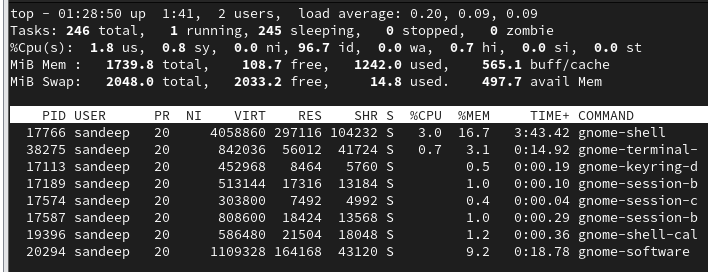 top - 01:28:50 up  1:41,  2 users,  load average: 0.20, 0.09, 0.09
Tasks: 246 total,   1 running, 245 sleeping,   0 stopped,   0 zombie
%Cpu(s):  1.8 us,  0.8 sy,  0.0 ni, 96.7 id,  0.0 wa,  0.7 hi,  0.0 si,  0.0 st
MiB Mem :   1739.8 total,    108.7 free,   1242.0 used,    565.1 buff/cache
MiB Swap:   2048.0 total,   2033.2 free,     14.8 used.    497.7 avail Mem
PID USER      PR  NI    VIRT    RES    SHR S  %CPU  %MEM     TIME+ COMMAND
17766 sandeep   20      4058860 297116 104232 S   3.0  16.7   3:43.42 gnome-shell
38275 sandeep   20       842036  56012  41724 S   0.7   3.1   0:14.92 gnome-terminal-
17113 sandeep   20       452968   8464   5760 S         0.5   0:00.19 gnome-keyring-d
17189 sandeep   20       513144  17316  13184 S         1.0   0:00.10 gnome-session-b
17574 sandeep   20       303800   7492   4992 S         0.4   0:00.04 gnome-session-c
17587 sandeep   20       808600  18424  13568 S         1.0   0:00.29 gnome-session-b
19396 sandeep   20       586480  21504  18048 S         1.2   0:00.36 gnome-shell-cal
20294 sandeep   20      1109328 164168  43120 S         9.2   0:18.78 gnome-software